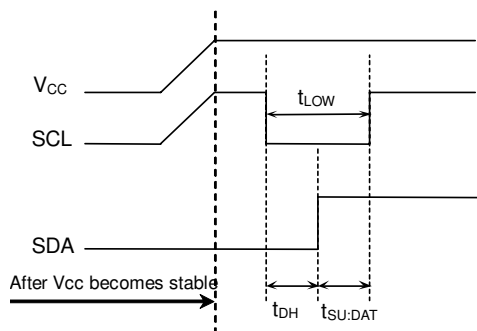 VCC
tLOW
SCL
SDA
After Vcc becomes stable
tDH
tSU:DAT